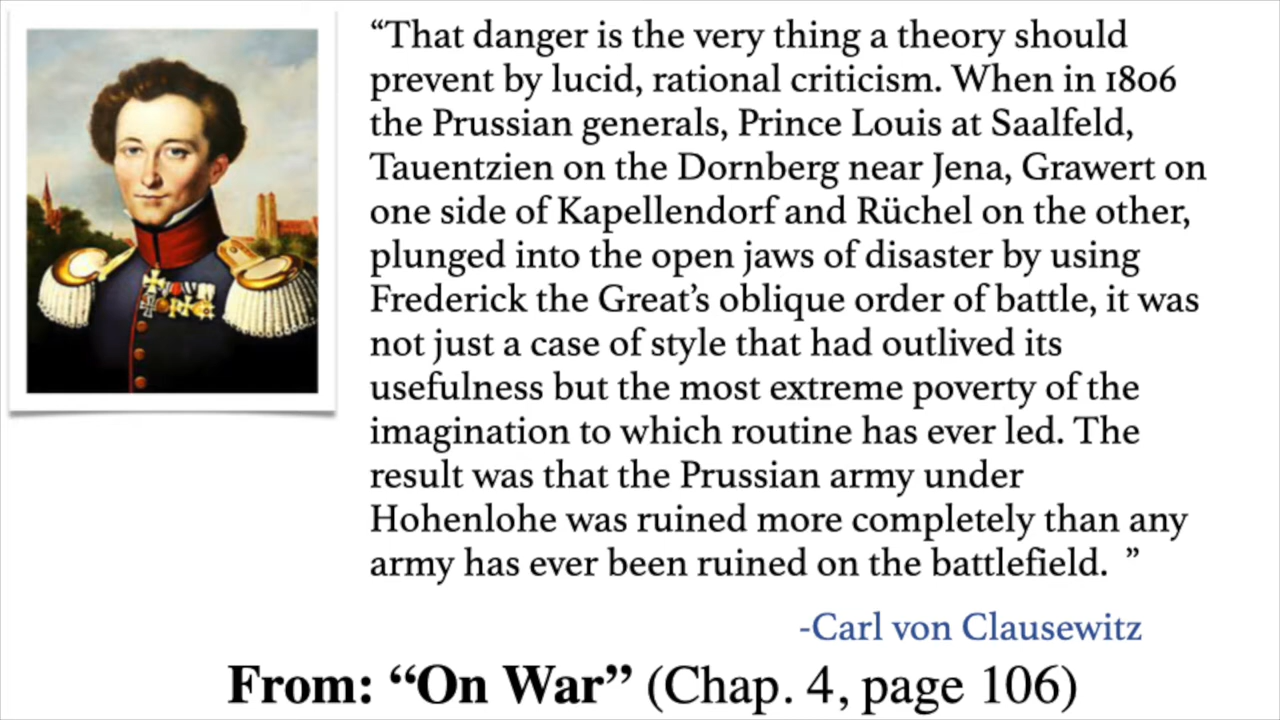 “That danger is the very thing a theory should
prevent by lucid, rational criticism. When in 1806
the Prussian generals, Prince Louis at Saalfeld,
Tauentzien on the Dornberg near Jena, Grawert on
one side of Kapellendorf and Rüchel on the other,
plunged into the open jaws of disaster by using
Frederick the Great’s oblique order of battle, it was
not just a case of style that had outlived its
usefulness but the most extreme poverty of the
imagination to which routine has ever led. The
result was that the Prussian army under
Hohenlohe was ruined more completely than any
army has ever been ruined on the battlefield. ”
-Carl von Clausewitz
From: “On War” (Chap. 4, page 106)